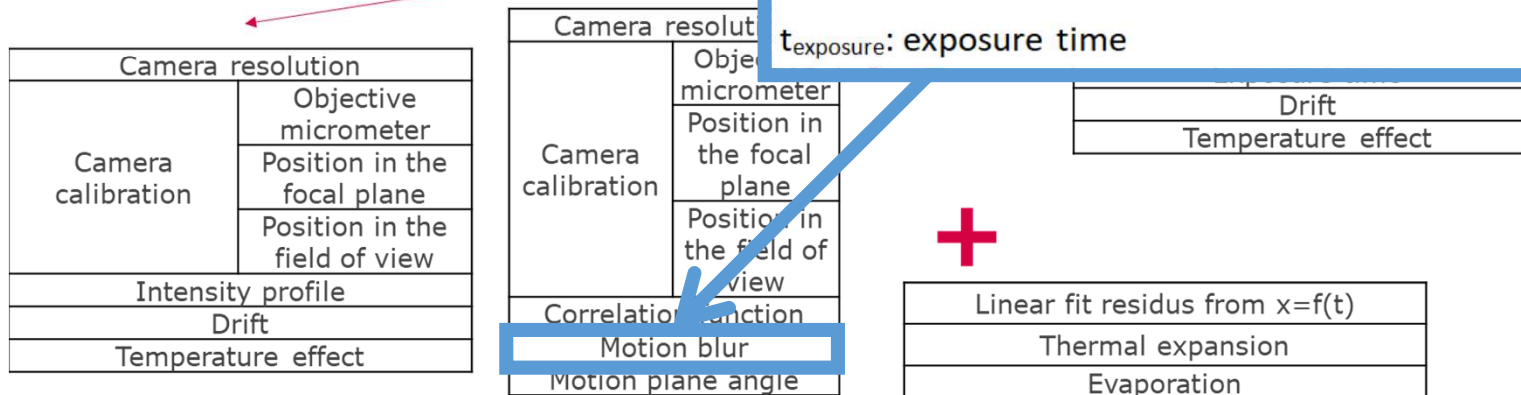 t_exposure: exposure time
Camera resolution
Camera calibration
Objective micrometer
Position in the focal plane
Position in the field of view
Intensity profile
Drift
Temperature effect
Camera
micrometer
Camera calibration
Position in the focal plane
Position in the field of view
Correlation function
Motion blur
Motion plane angle
Drift
Temperature effect
+
Linear fit residus from x=f(t)
Thermal expansion
Evaporation